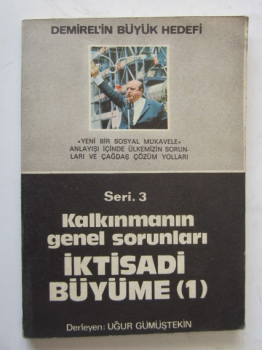 DEMİREL'İN BÜYÜK HEDEFİ
«YENİ BİR SOSYAL MUKAVELE»
ANLAYIŞI İÇİNDE ÜLKEMİZİN SORUN-
LARI VE ÇAĞDAŞ ÇÖZÜM YOLLARI
Seri. 3
Kalkınmanın
genel sorunları
İKTİSADİ
BÜYÜME (1)
Derleyen: UĞUR GÜMÜŞTEKİN